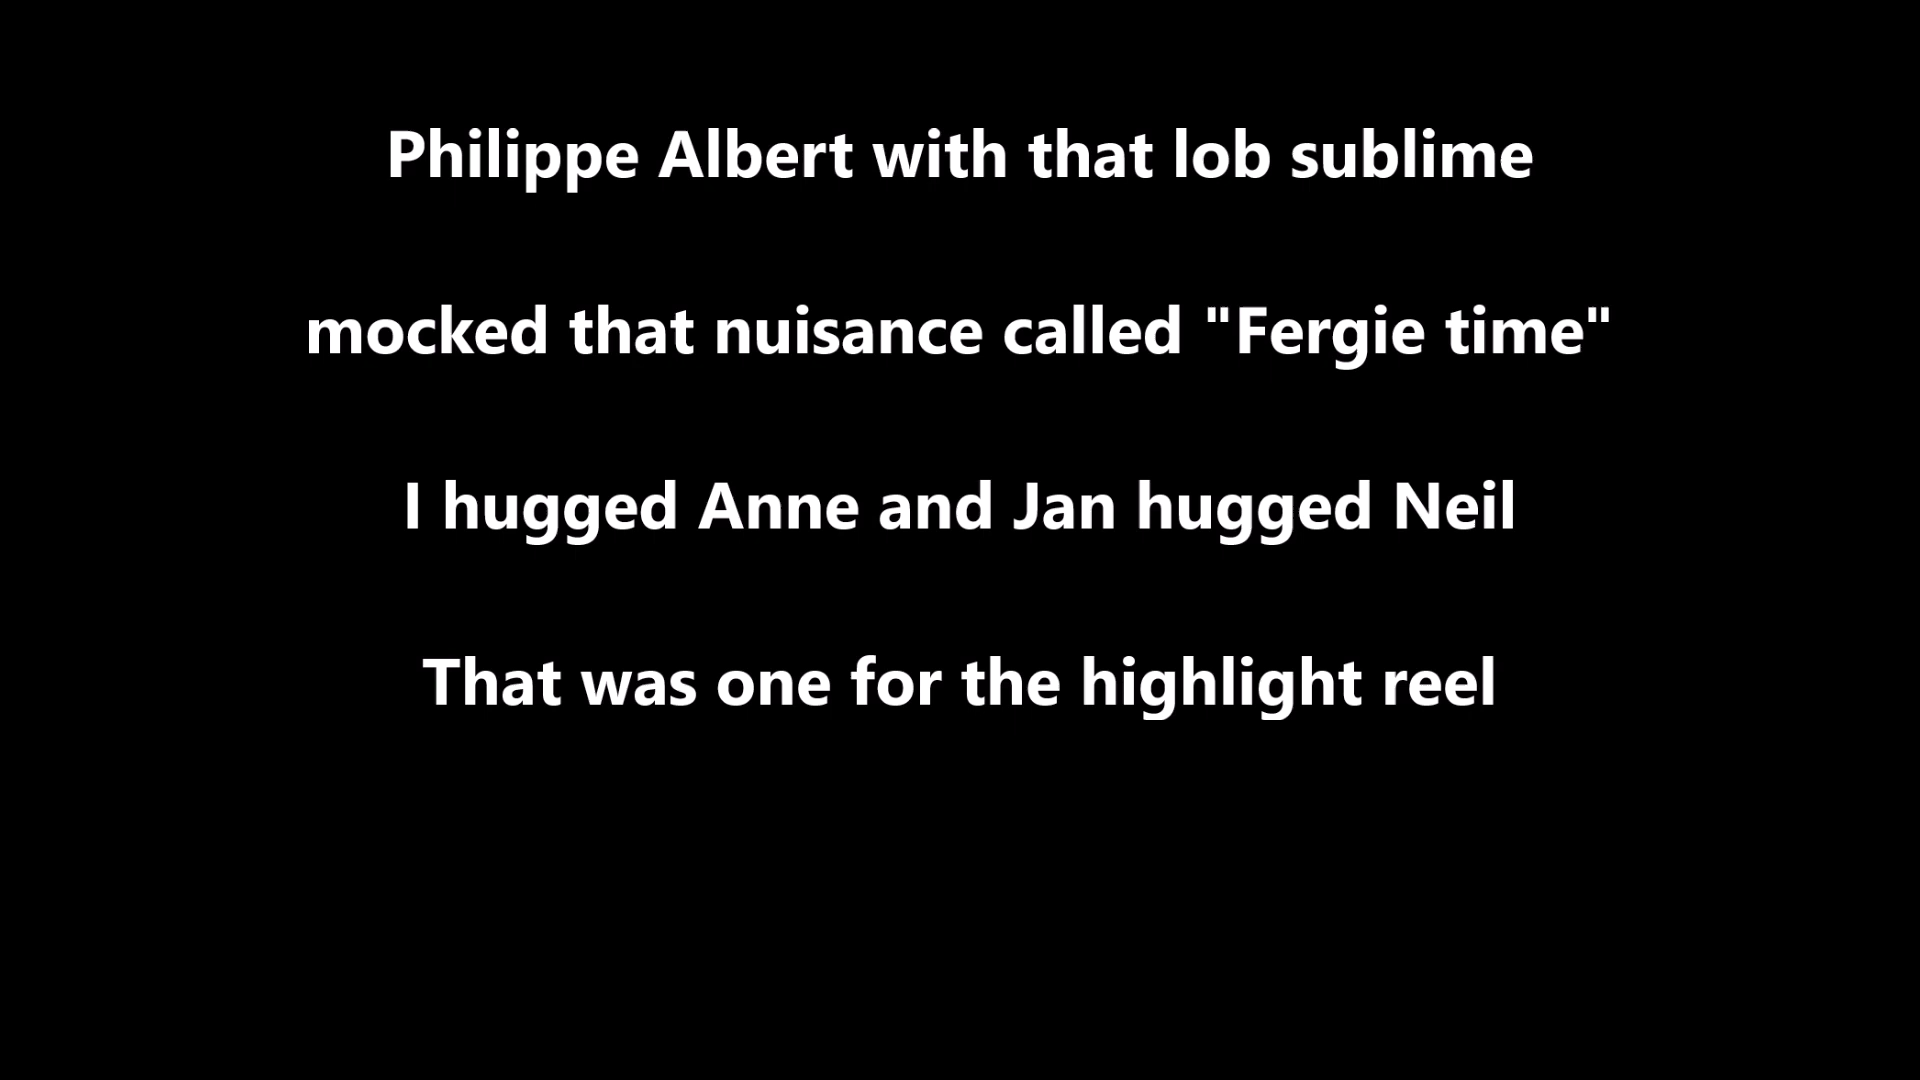 Philippe Albert with that lob sublime
mocked that nuisance called "Fergie time"
I hugged Anne and Jan hugged Neil
That was one for the highlight reel